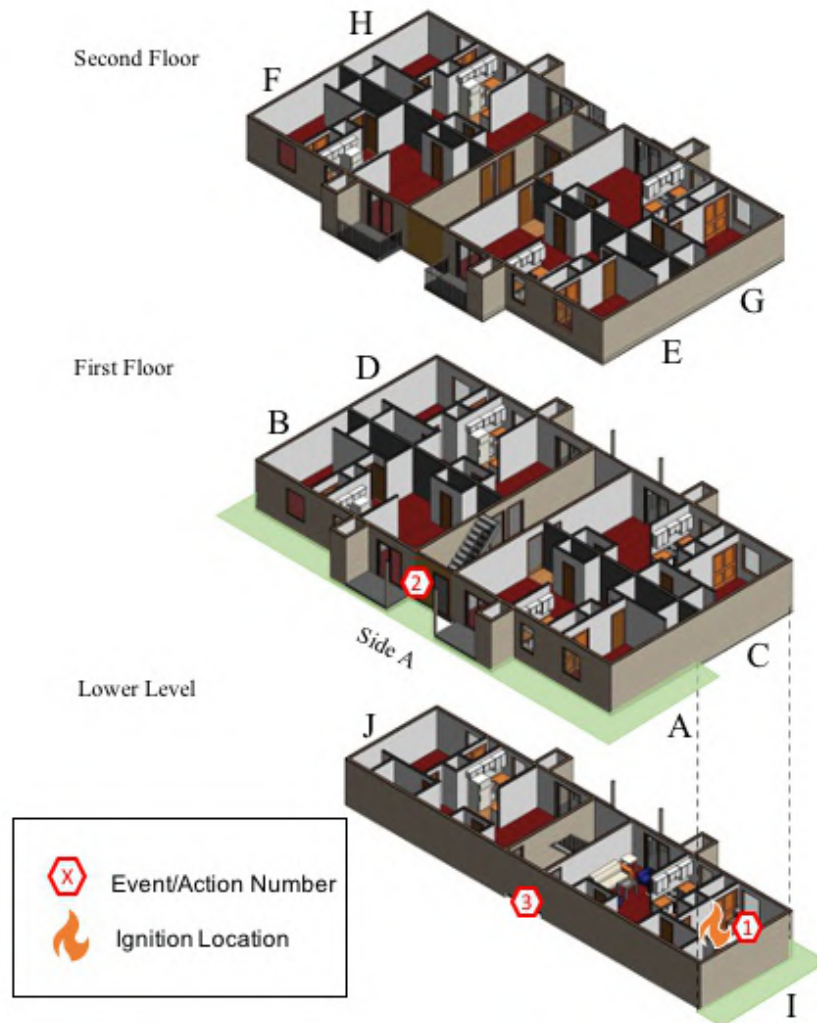 H
Second Floor
F
G
E
First Floor
D
B
2
Side A
C
Lower Level
A
J
X Event/Action Number
3
1
Ignition Location
I